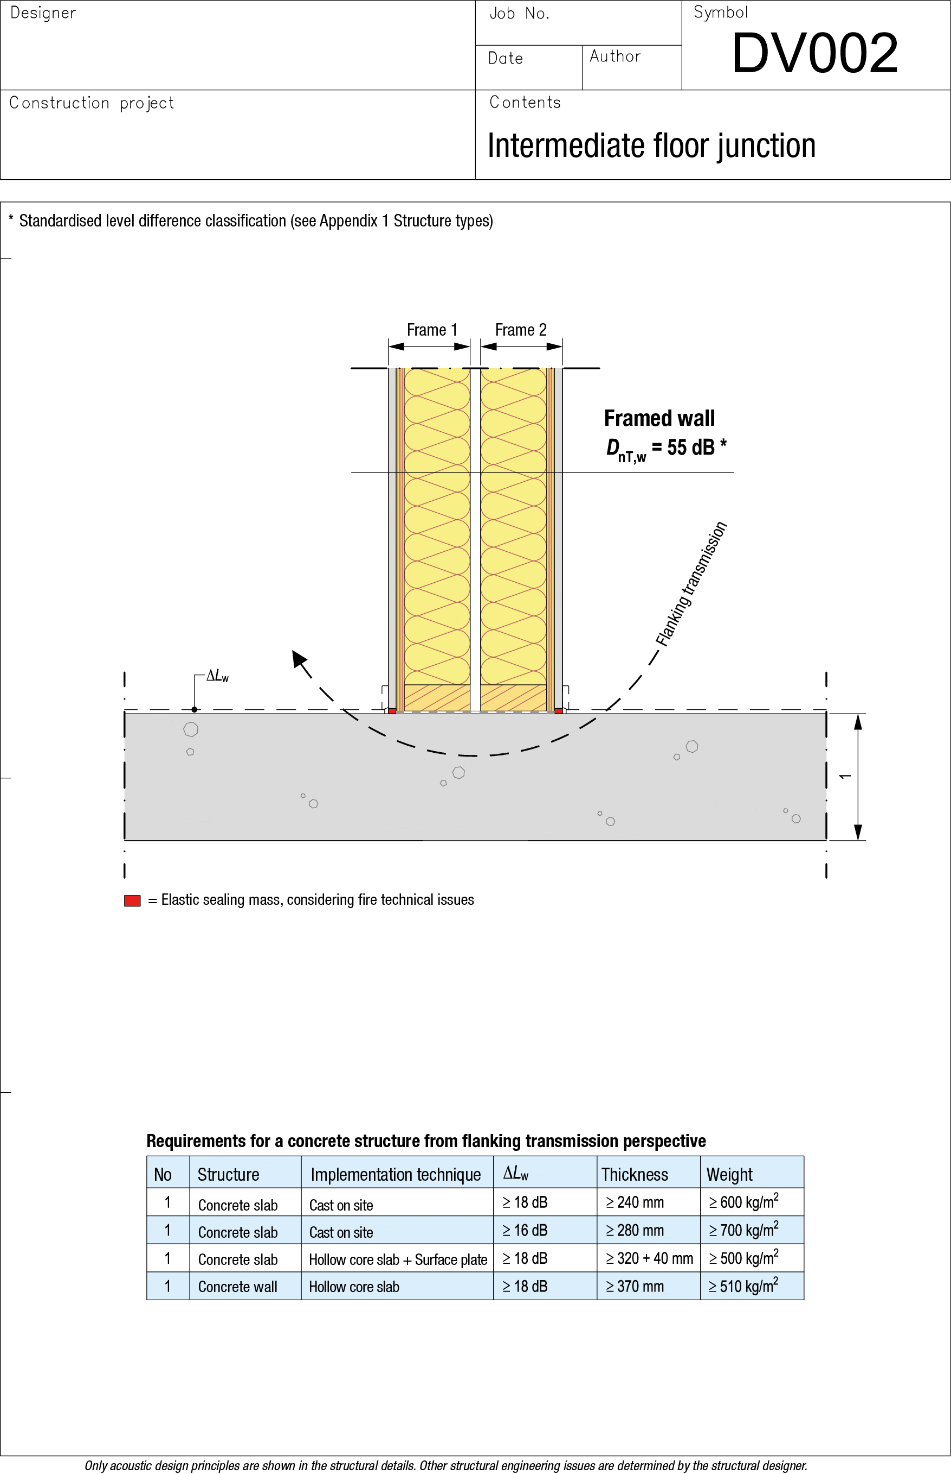 Designer
Job No.
Symbol
DV002
Date
Author
Construction project
Contents
Intermediate floor junction
* Standardised level difference classification (see Appendix 1 Structure types)
Frame 1
Frame 2
Framed wall
DnT,w = 55 dB *
Flanking transmission
ΔLw
1
= Elastic sealing mass, considering fire technical issues
Requirements for a concrete structure from flanking transmission perspective
No Structure Implementation technique ΔLw Thickness Weight
1 Concrete slab Cast on site ≥ 18 dB ≥ 240 mm ≥ 600 kg/m²
1 Concrete slab Cast on site ≥ 16 dB ≥ 280 mm ≥ 700 kg/m²
1 Concrete slab Hollow core slab + Surface plate ≥ 18 dB ≥ 320 + 40 mm ≥ 500 kg/m²
1 Concrete wall Hollow core slab ≥ 18 dB ≥ 370 mm ≥ 510 kg/m²
Only acoustic design principles are shown in the structural details. Other structural engineering issues are determined by the structural designer.